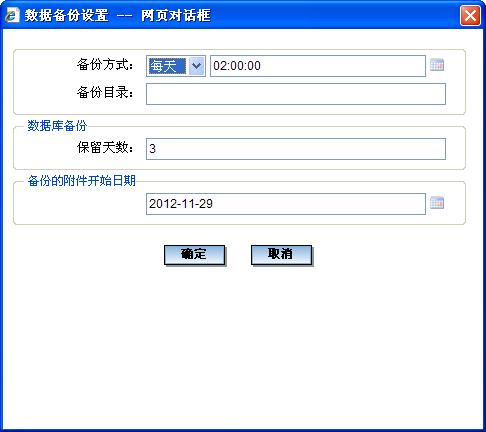 数据备份设置 -- 网页对话框
备份方式： 每天 02:00:00
备份目录：
数据库备份
保留天数： 3
备份的附件开始日期
2012-11-29
确定 取消